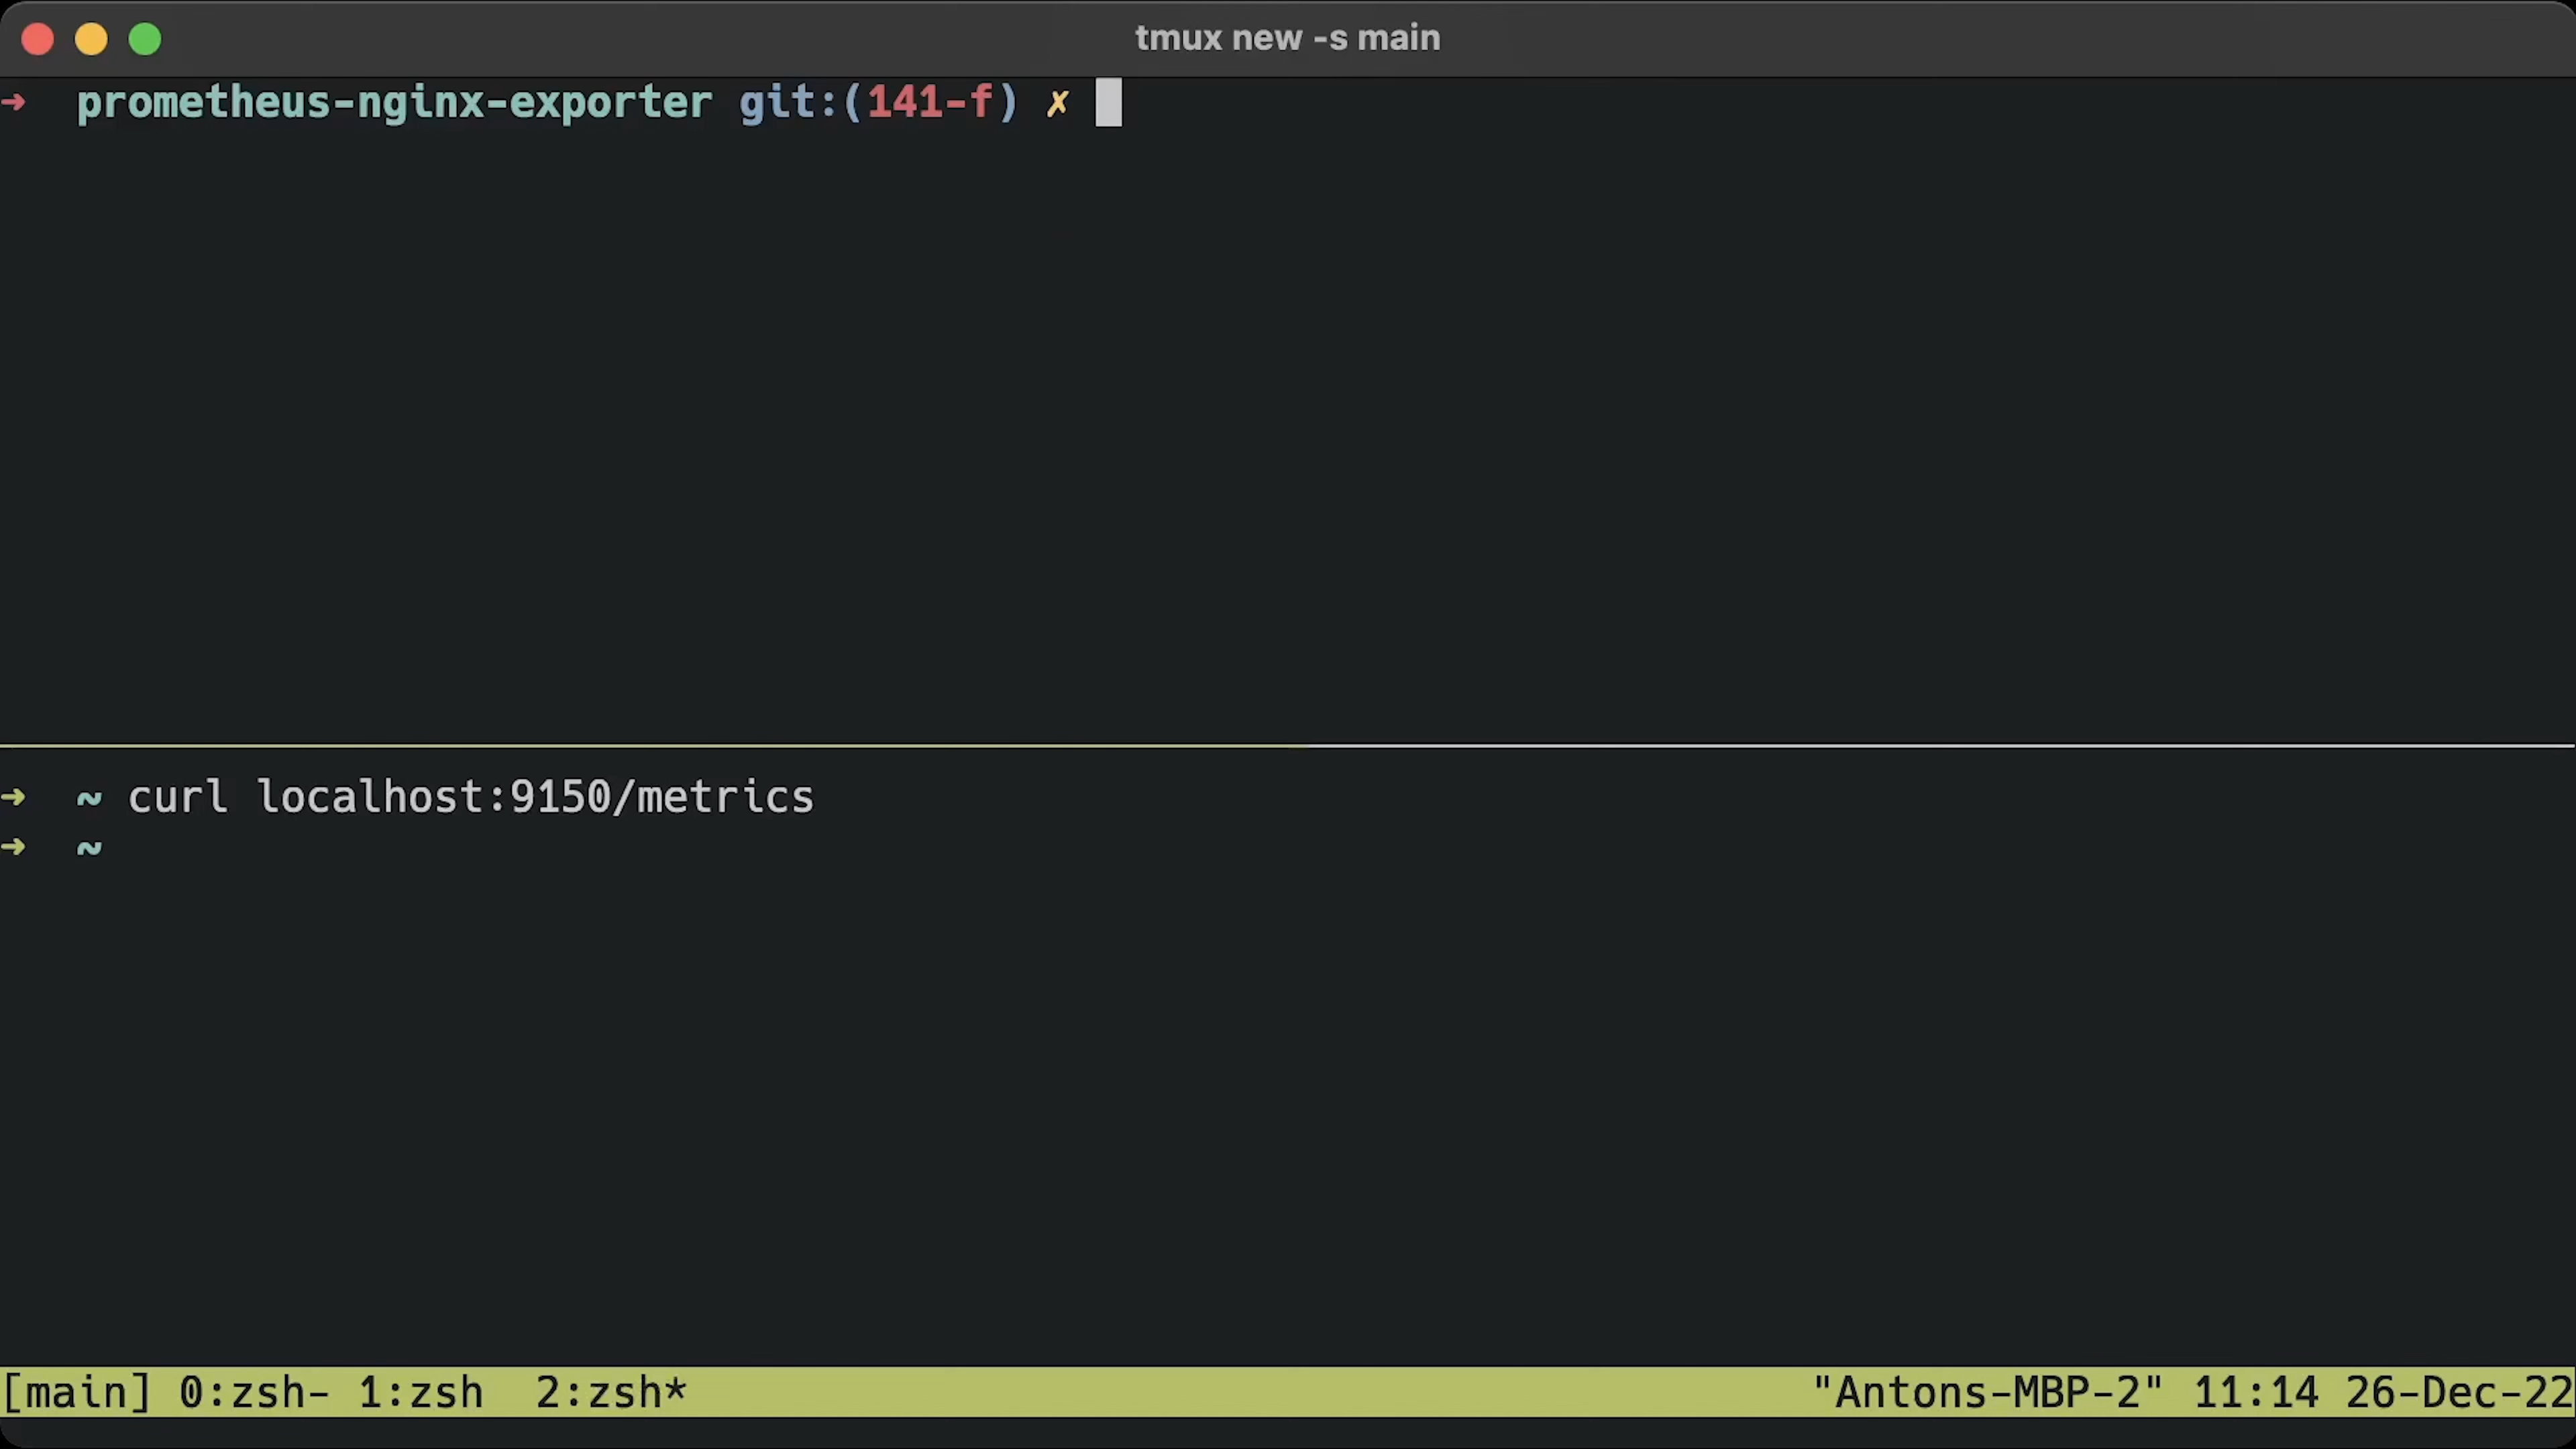 tmux new -s main
➜  prometheus-nginx-exporter git:(141-f) ✗
➜  ~ curl localhost:9150/metrics
➜  ~
[main] 0:zsh- 1:zsh  2:zsh* "Antons-MBP-2" 11:14 26-Dec-22